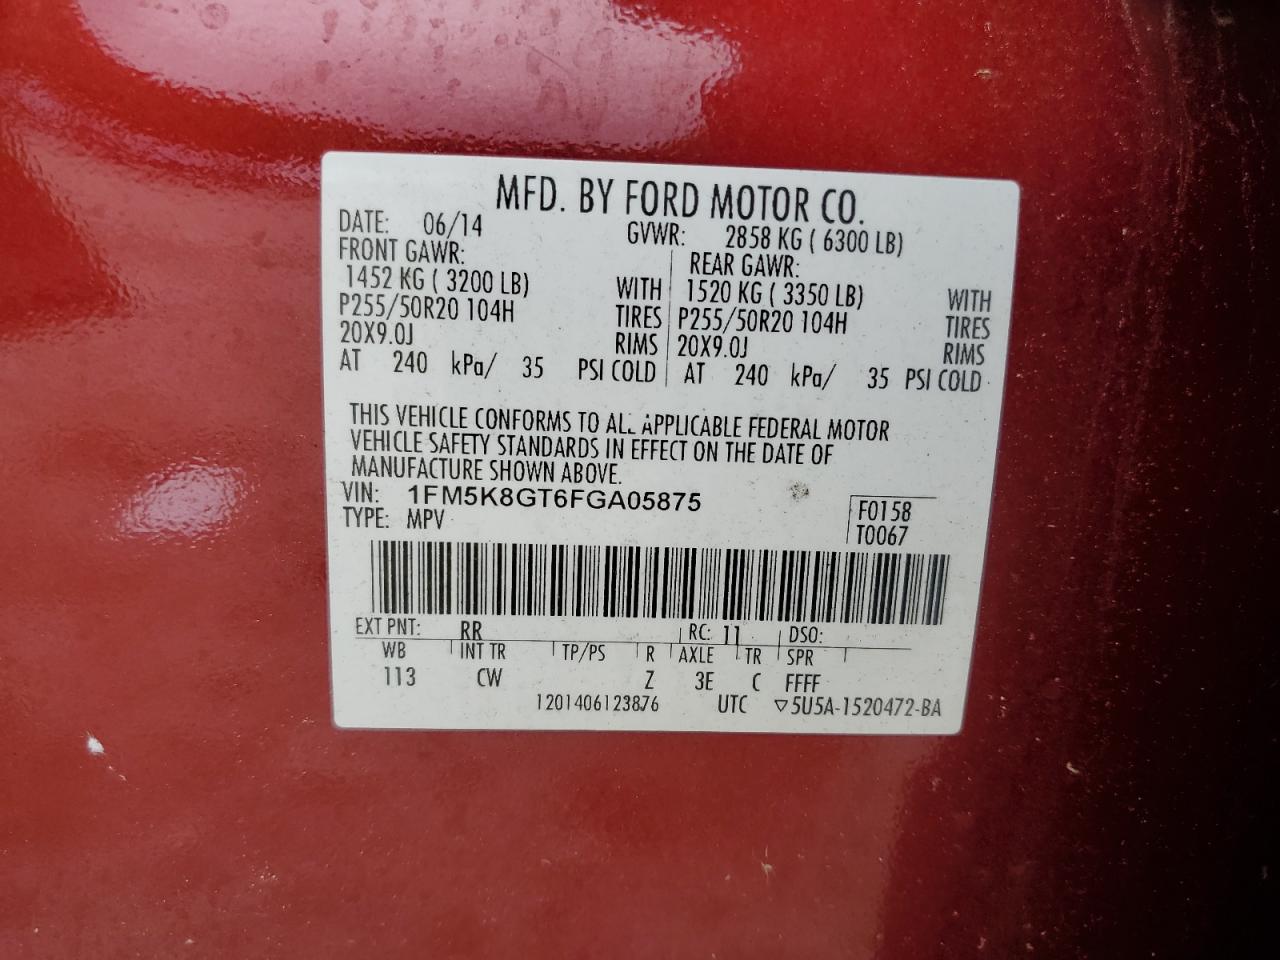 MFD. BY FORD MOTOR CO.
DATE: 06/14 GVWR: 2858 KG ( 6300 LB)
FRONT GAWR: REAR GAWR:
1452 KG ( 3200 LB) WITH 1520 KG ( 3350 LB) WITH
P255/50R20 104H TIRES P255/50R20 104H TIRES
20X9.0J RIMS 20X9.0J RIMS
AT 240 kPa/ 35 PSI COLD AT 240 kPa/ 35 PSI COLD
THIS VEHICLE CONFORMS TO ALL APPLICABLE FEDERAL MOTOR
VEHICLE SAFETY STANDARDS IN EFFECT ON THE DATE OF
MANUFACTURE SHOWN ABOVE.
VIN: 1FM5K8GT6FGA05875 F0158
TYPE: MPV T0067
EXT PNT: RR RC: 11 DSO:
WB INT TR TP/PS R AXLE TR SPR
113 CW Z 3E C FFFF
1201406123876 UTC ▽5U5A-1520472-BA